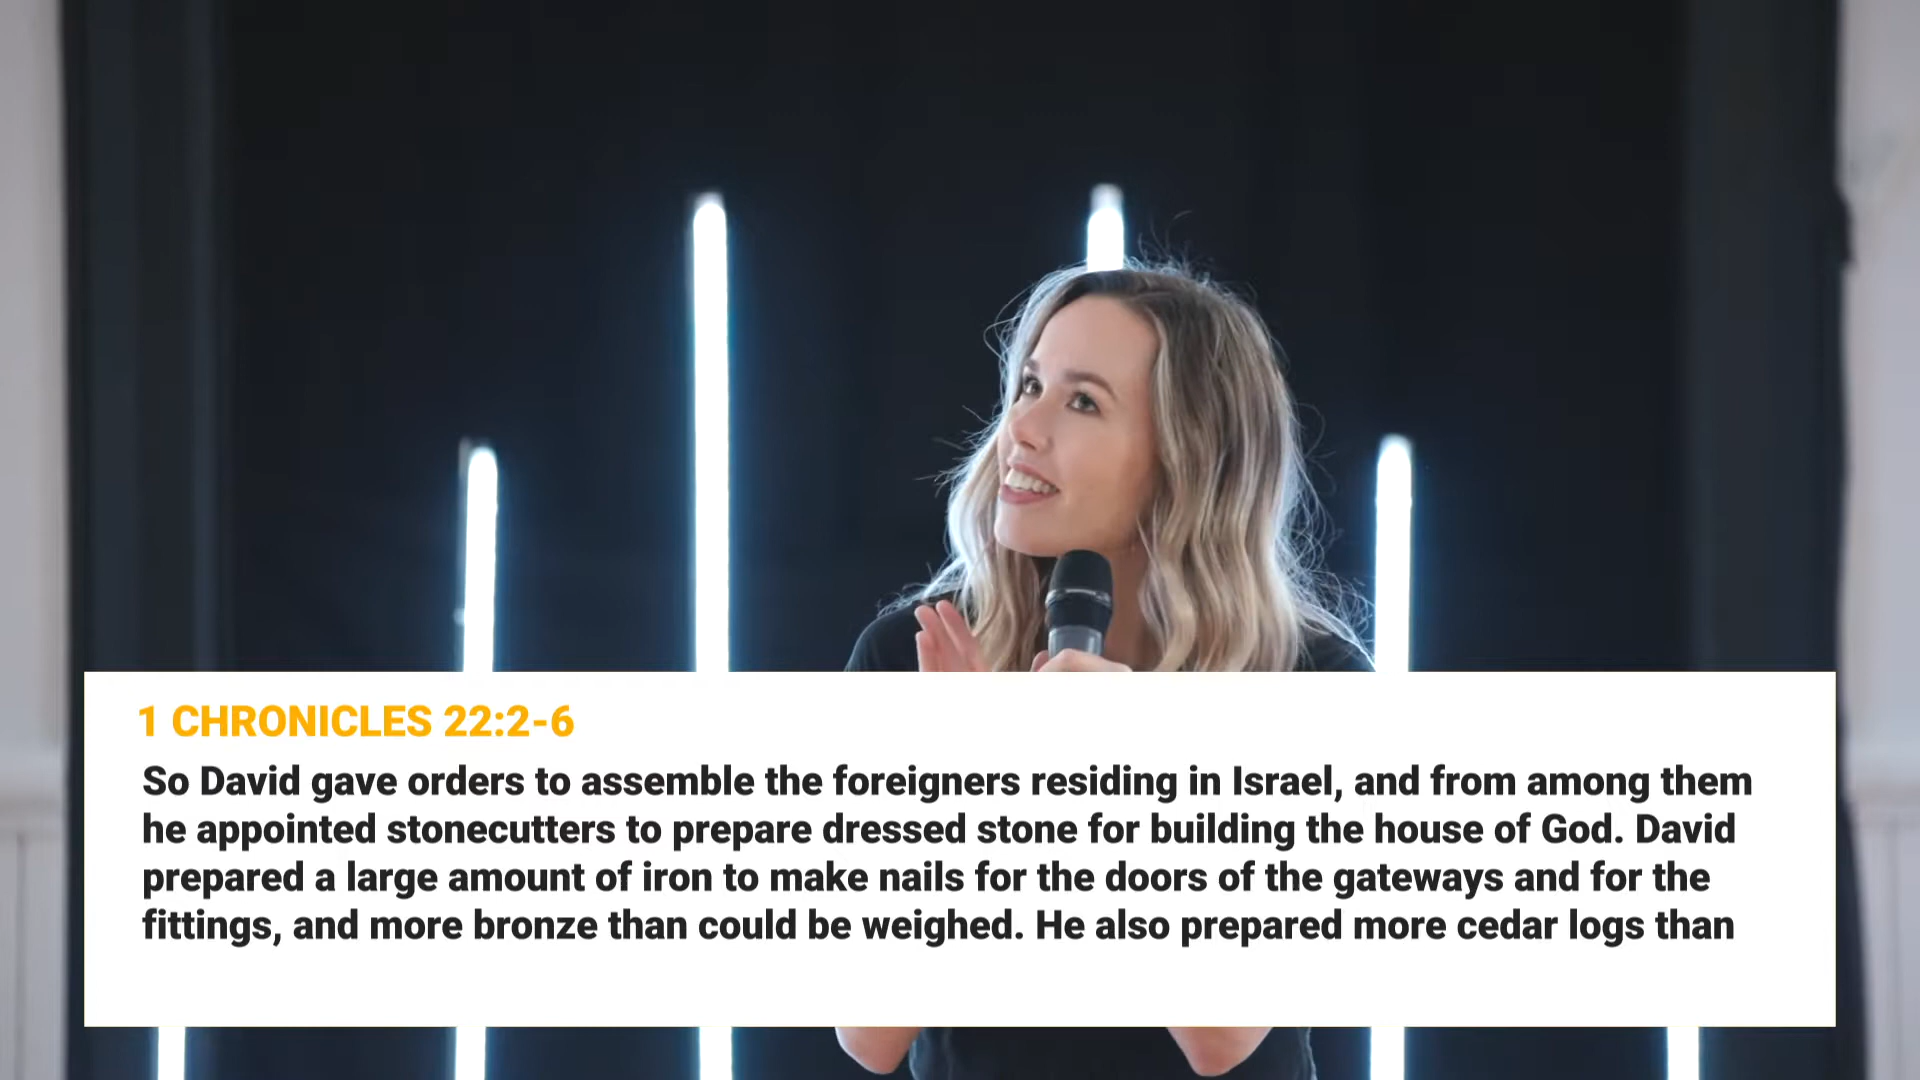 1 CHRONICLES 22:2-6
So David gave orders to assemble the foreigners residing in Israel, and from among them
he appointed stonecutters to prepare dressed stone for building the house of God. David
prepared a large amount of iron to make nails for the doors of the gateways and for the
fittings, and more bronze than could be weighed. He also prepared more cedar logs than